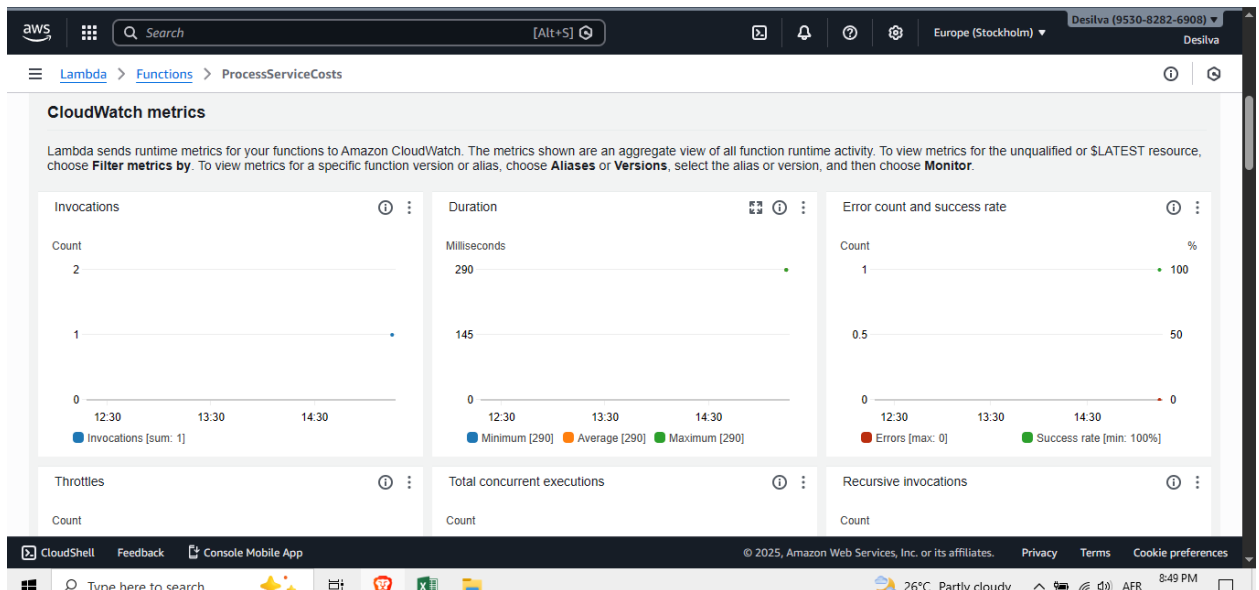 aws
Search [Alt+S]
Europe (Stockholm) ▼
Desilva (9530-8282-6908) ▼
Desilva
Lambda > Functions > ProcessServiceCosts
CloudWatch metrics
Lambda sends runtime metrics for your functions to Amazon CloudWatch. The metrics shown are an aggregate view of all function runtime activity. To view metrics for the unqualified or $LATEST resource,
choose Filter metrics by. To view metrics for a specific function version or alias, choose Aliases or Versions, select the alias or version, and then choose Monitor.
Invocations
Count
2
1
0
12:30 13:30 14:30
Invocations [sum: 1]
Duration
Milliseconds
290
145
0
12:30 13:30 14:30
Minimum [290] Average [290] Maximum [290]
Error count and success rate
Count %
1 100
0.5 50
0 0
12:30 13:30 14:30
Errors [max: 0] Success rate [min: 100%]
Throttles
Count
Total concurrent executions
Count
Recursive invocations
Count
CloudShell Feedback Console Mobile App
© 2025, Amazon Web Services, Inc. or its affiliates. Privacy Terms Cookie preferences
Type here to search
26°C Partly cloudy
AFR
8:49 PM